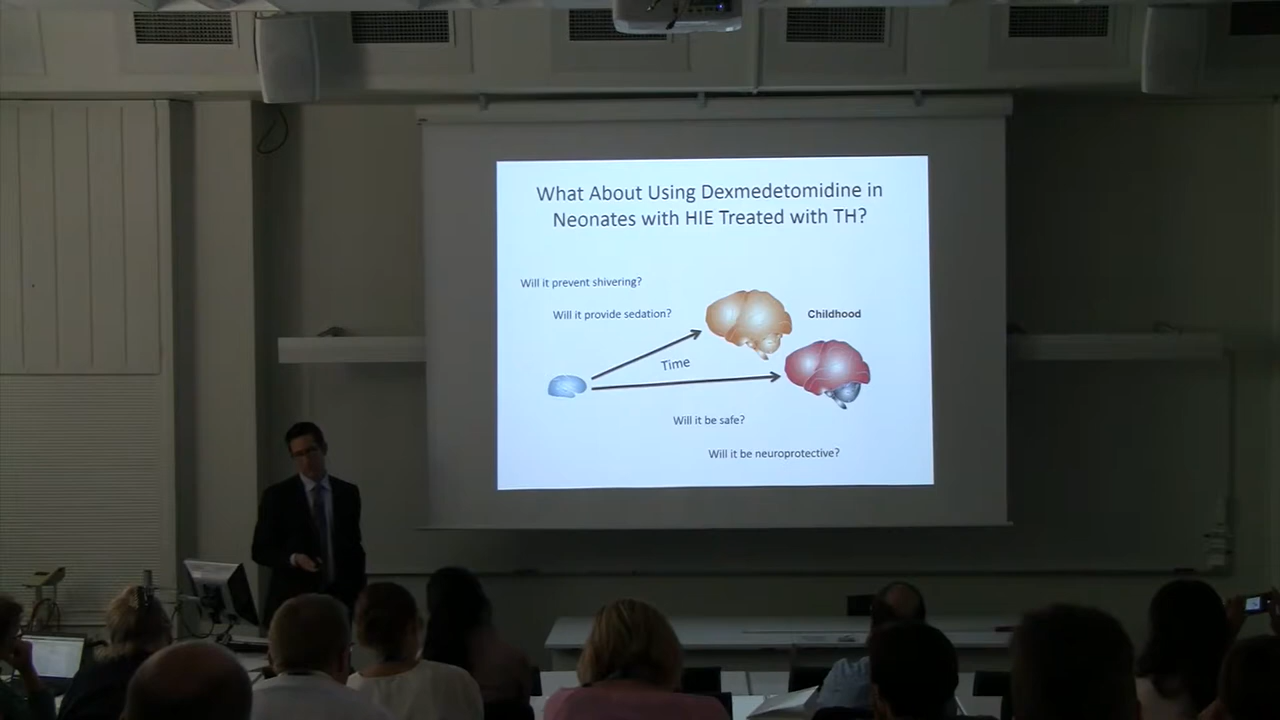 What About Using Dexmedetomidine in
Neonates with HIE Treated with TH?
Will it prevent shivering?
Will it provide sedation?
Childhood
Time
Will it be safe?
Will it be neuroprotective?